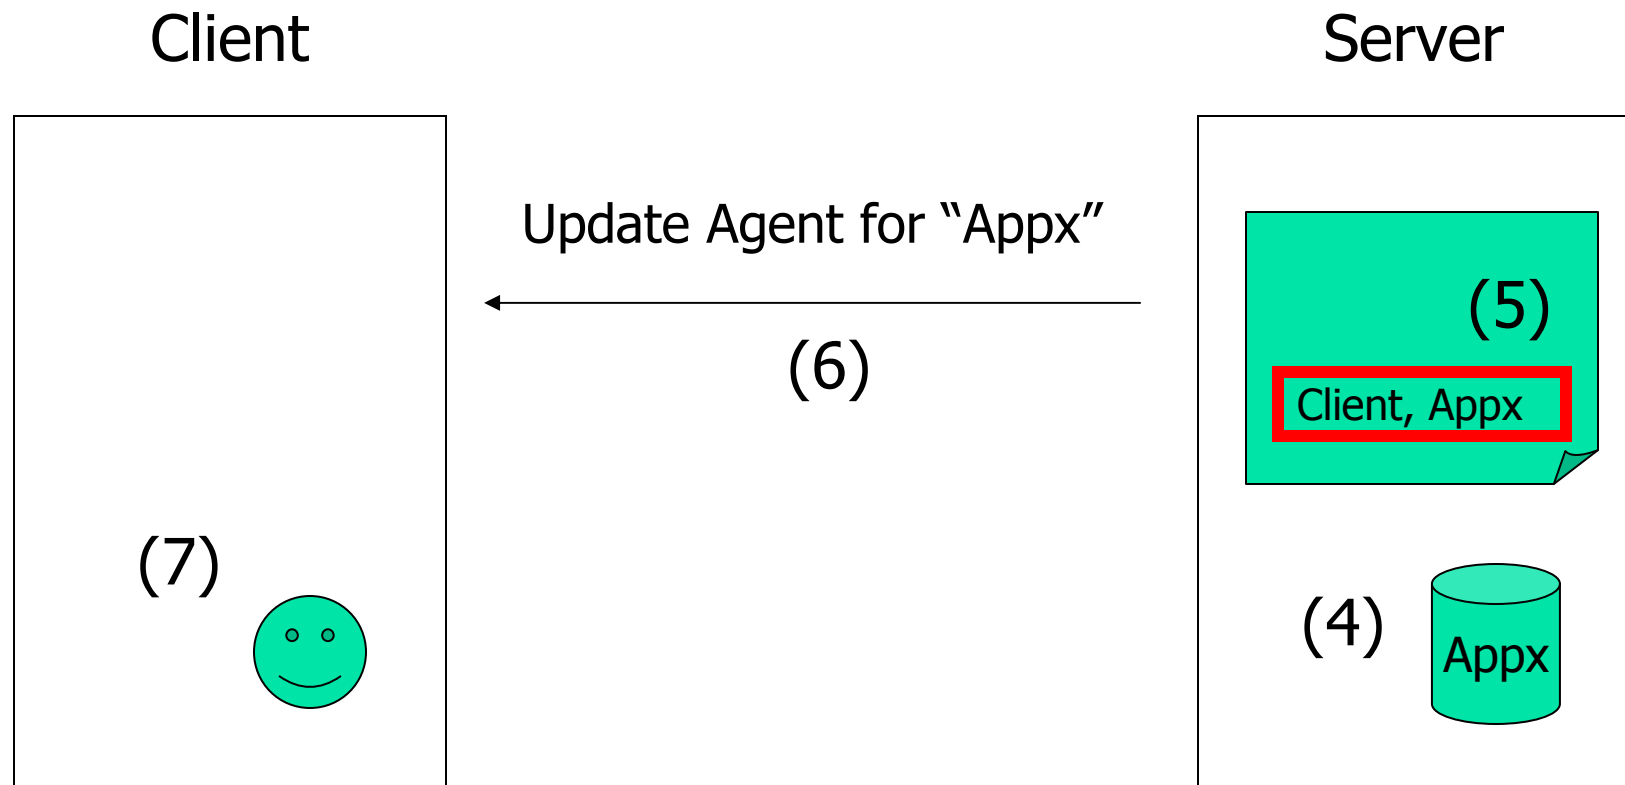 Client
Server
Update Agent for “Appx”
(5)
(6)
Client, Appx
(7)
(4)
Appx